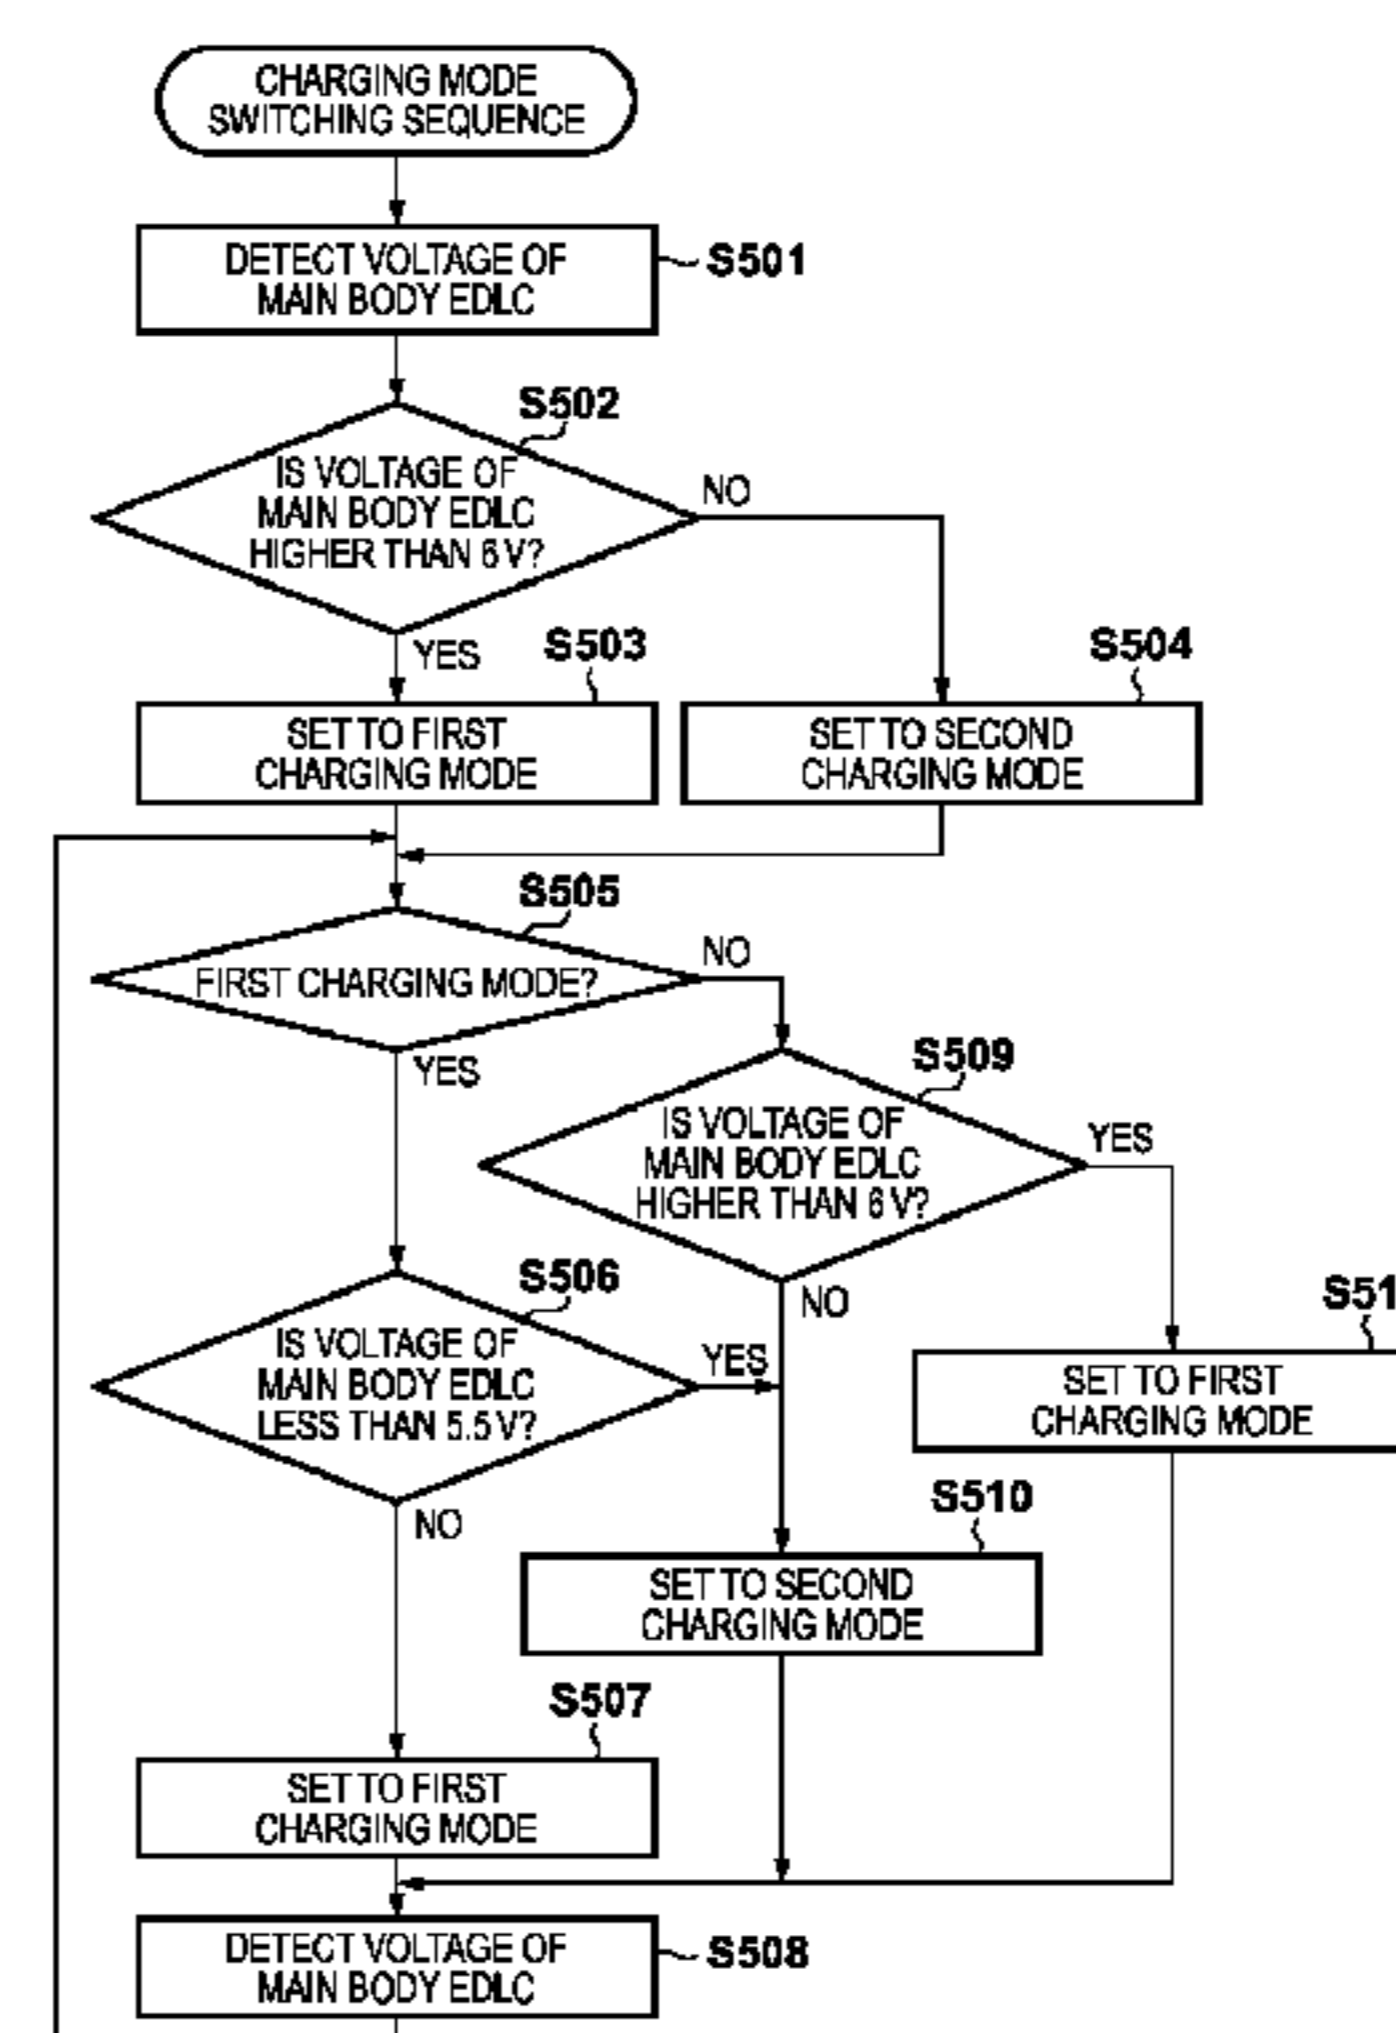 CHARGING MODE
SWITCHING SEQUENCE
DETECT VOLTAGE OF
MAIN BODY EDLC
S501
S502
IS VOLTAGE OF
MAIN BODY EDLC
HIGHER THAN 6 V?
NO
YES
S503
S504
SET TO FIRST
CHARGING MODE
SET TO SECOND
CHARGING MODE
S505
FIRST CHARGING MODE?
NO
YES
S509
IS VOLTAGE OF
MAIN BODY EDLC
HIGHER THAN 6 V?
YES
NO
S506
IS VOLTAGE OF
MAIN BODY EDLC
LESS THAN 5.5 V?
YES
NO
S51
SET TO FIRST
CHARGING MODE
S510
SET TO SECOND
CHARGING MODE
S507
SET TO FIRST
CHARGING MODE
DETECT VOLTAGE OF
MAIN BODY EDLC
S508